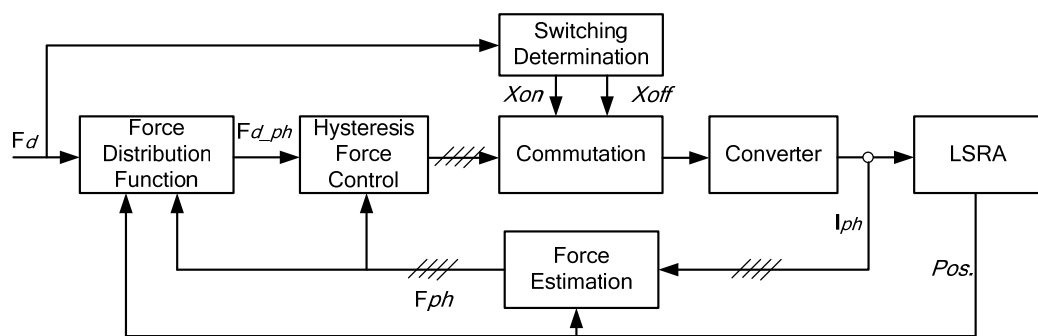 Switching
Determination
Xon
Xoff
Fd
Force
Distribution
Function
Fd_ph
Hysteresis
Force
Control
Commutation
Converter
LSRA
Iph
Force
Estimation
Fph
Pos.